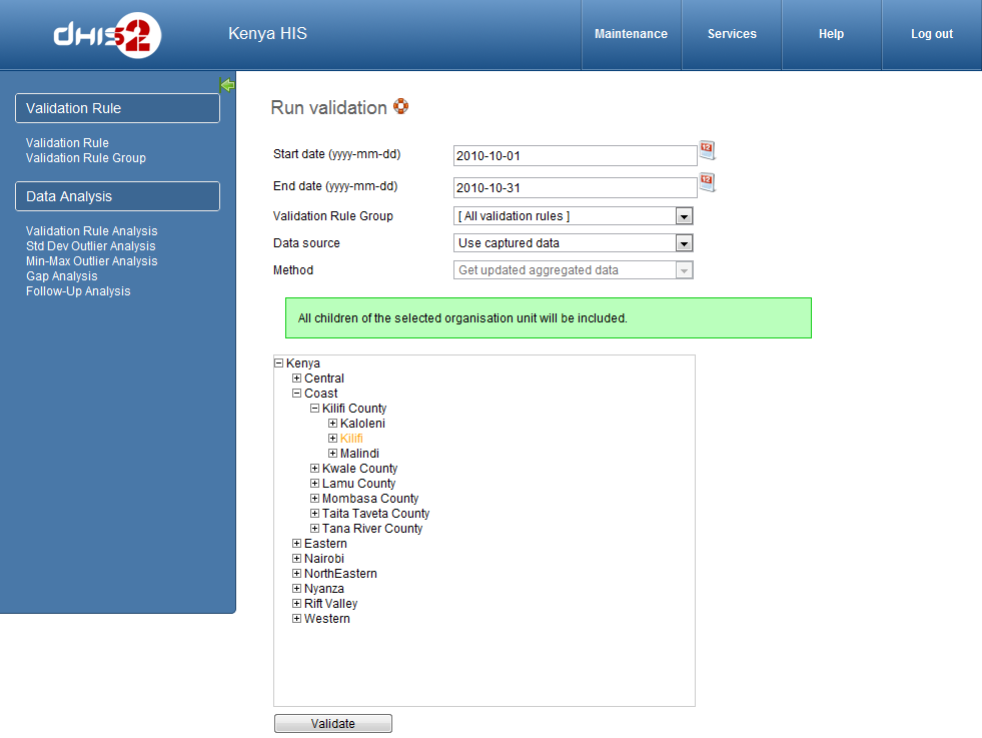 dHIS2
Kenya HIS
Maintenance
Services
Help
Log out
Validation Rule
Validation Rule
Validation Rule Group
Data Analysis
Validation Rule Analysis
Std Dev Outlier Analysis
Min-Max Outlier Analysis
Gap Analysis
Follow-Up Analysis
Run validation
Start date (yyyy-mm-dd) 2010-10-01
End date (yyyy-mm-dd) 2010-10-31
Validation Rule Group [ All validation rules ]
Data source Use captured data
Method Get updated aggregated data
All children of the selected organisation unit will be included.
Kenya
Central
Coast
Kilifi County
Kaloleni
Kilifi
Malindi
Kwale County
Lamu County
Mombasa County
Taita Taveta County
Tana River County
Eastern
Nairobi
NorthEastern
Nyanza
Rift Valley
Western
Validate